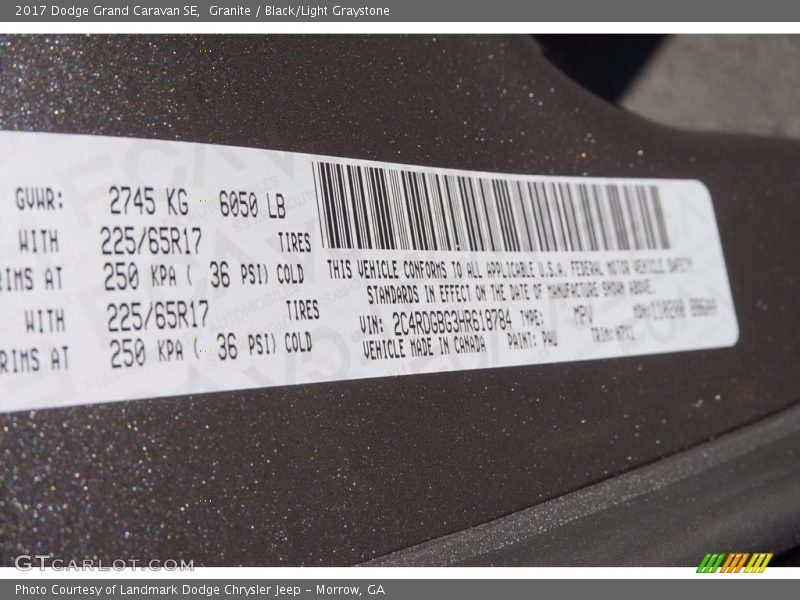 2017 Dodge Grand Caravan SE, Granite / Black/Light Graystone
GVWR: 2745 KG 6050 LB
WITH 225/65R17 TIRES
RIMS AT 250 KPA ( 36 PSI) COLD
WITH 225/65R17 TIRES
RIMS AT 250 KPA ( 36 PSI) COLD
THIS VEHICLE CONFORMS TO ALL APPLICABLE U.S.A. FEDERAL MOTOR VEHICLE SAFETY
STANDARDS IN EFFECT ON THE DATE OF MANUFACTURE SHOWN ABOVE.
VIN: 2C4RDGBG3HR618784 TYPE: MPV MDH:
VEHICLE MADE IN CANADA PAINT: PAU TRIM:
GTCARLOT.COM
Photo Courtesy of Landmark Dodge Chrysler Jeep – Morrow, GA